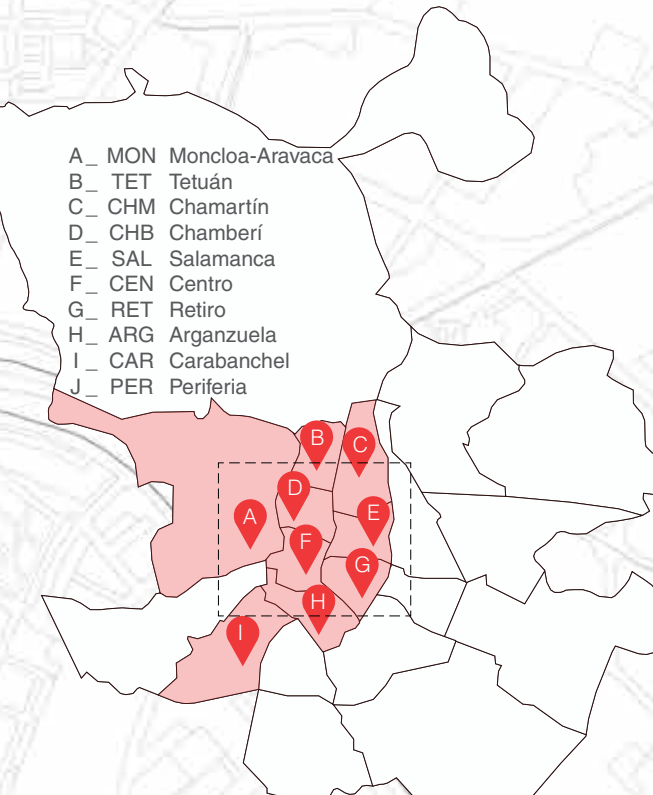 A_ MON Moncloa-Aravaca
B_ TET Tetuán
C_ CHM Chamartín
D_ CHB Chamberí
E_ SAL Salamanca
F_ CEN Centro
G_ RET Retiro
H_ ARG Arganzuela
I_ CAR Carabanchel
J_ PER Periferia
B
C
D
A
E
F
G
H
I